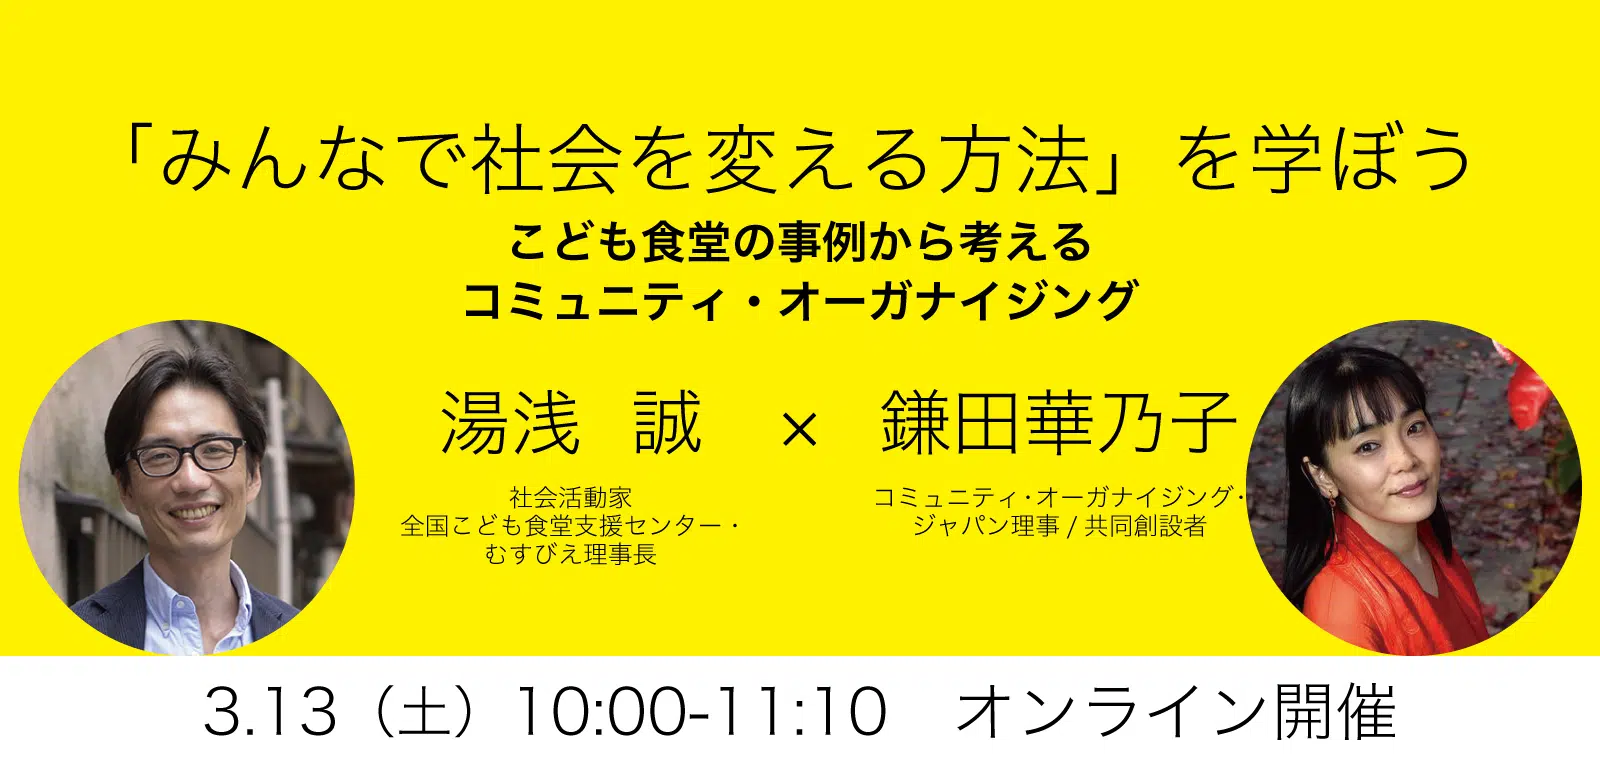 「みんなで社会を変える方法」を学ぼう
こども食堂の事例から考える
コミュニティ・オーガナイジング
湯浅 誠 × 鎌田華乃子
社会活動家
全国こども食堂支援センター・
むすびえ理事長
コミュニティ・オーガナイジング・
ジャパン理事 / 共同創設者
3.13（土）10:00-11:10 オンライン開催